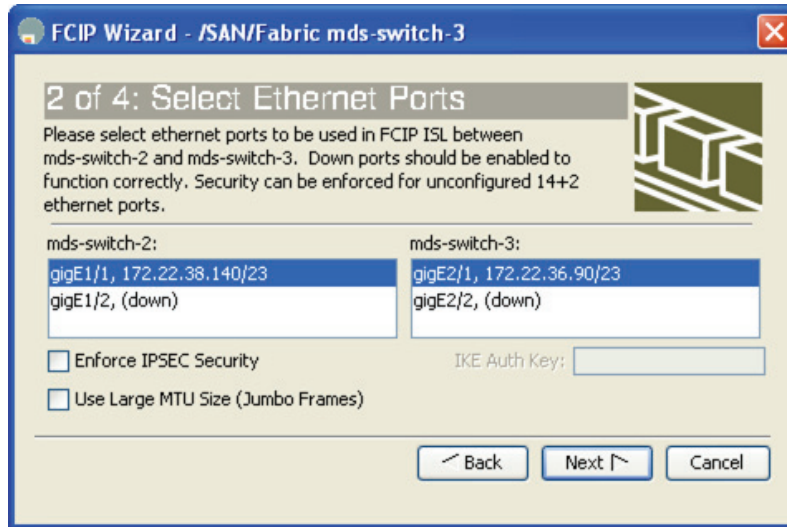 FCIP Wizard - /SAN/Fabric mds-switch-3
2 of 4: Select Ethernet Ports
Please select ethernet ports to be used in FCIP ISL between
mds-switch-2 and mds-switch-3. Down ports should be enabled to
function correctly. Security can be enforced for unconfigured 14+2
ethernet ports.
mds-switch-2:
gigE1/1, 172.22.38.140/23
gigE1/2, (down)
mds-switch-3:
gigE2/1, 172.22.36.90/23
gigE2/2, (down)
Enforce IPSEC Security
IKE Auth Key:
Use Large MTU Size (Jumbo Frames)
Back
Next
Cancel